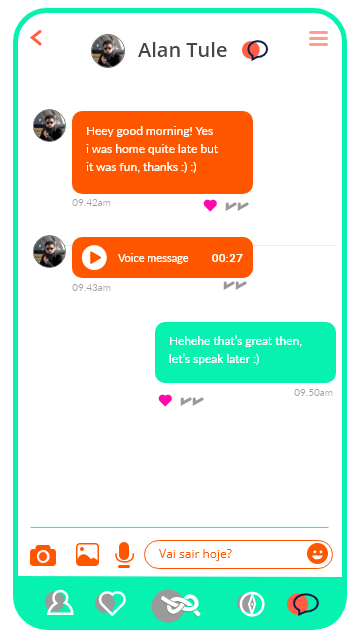 Alan Tule
Heey good morning! Yes
i was home quite late but
it was fun, thanks :) :)
09.42am
Voice message 00:27
09.43am
Hehehe that's great then,
let's speak later :)
09.50am
Vai sair hoje?